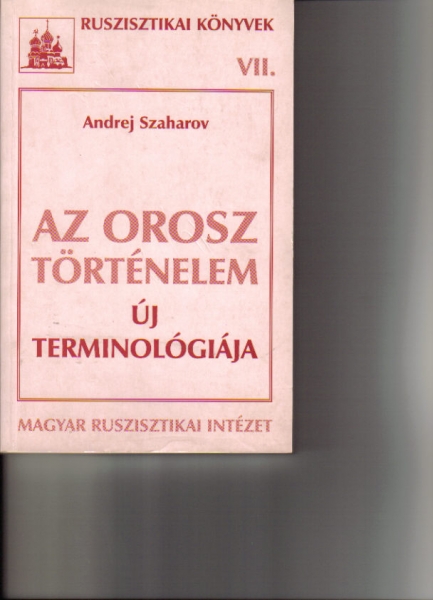 RUSZISZTIKAI KÖNYVEK
VII.
Andrej Szaharov
AZ OROSZ
TÖRTÉNELEM
ÚJ
TERMINOLÓGIÁJA
MAGYAR RUSZISZTIKAI INTÉZET